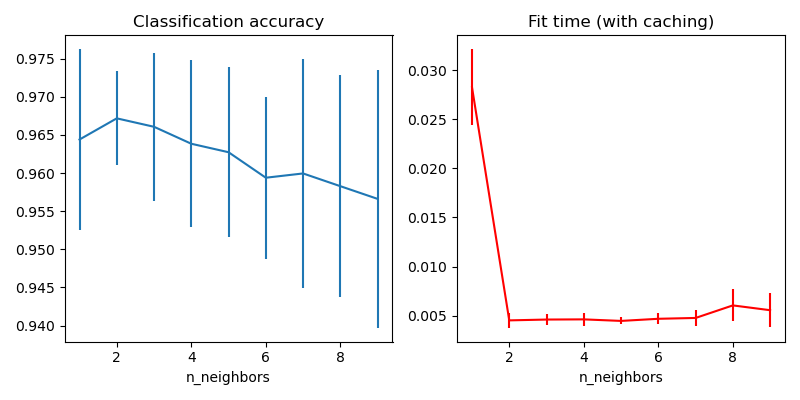 Classification accuracy
0.975
0.970
0.965
0.960
0.955
0.950
0.945
0.940
2 4 6 8
n_neighbors
Fit time (with caching)
0.030
0.025
0.020
0.015
0.010
0.005
2 4 6 8
n_neighbors